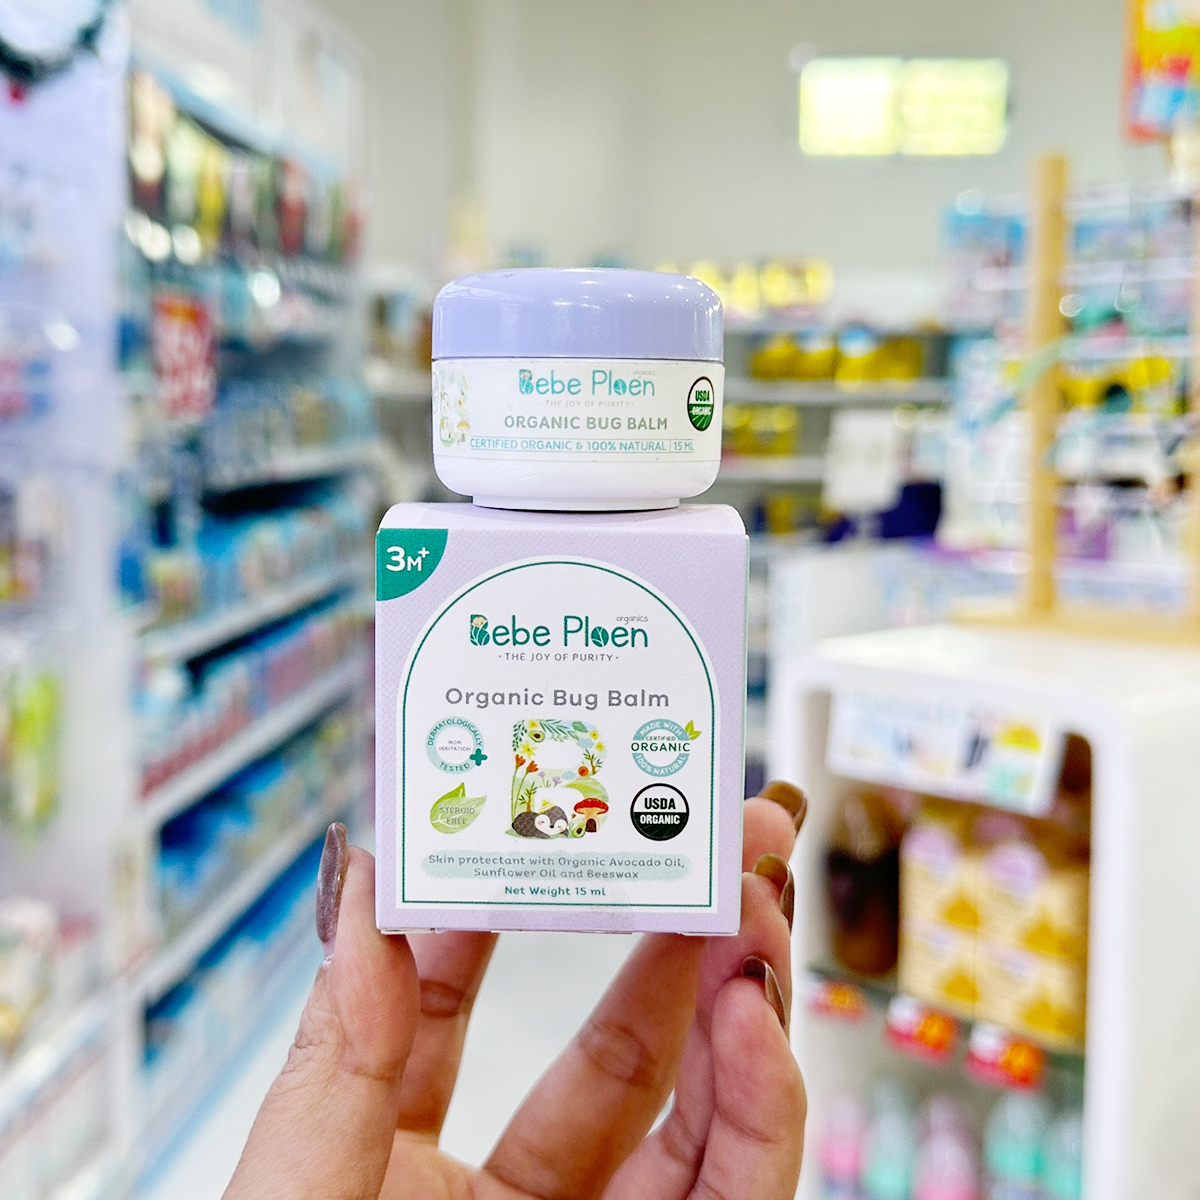 Bebe Ploen
organics
·THE JOY OF PURITY·
ORGANIC BUG BALM
CERTIFIED ORGANIC & 100% NATURAL | 15 ML
USDA
ORGANIC
3M+
Bebe Ploen
organics
·THE JOY OF PURITY·
Organic Bug Balm
DERMATOLOGICALLY
NON
IRRITATION
TESTED
MADE WITH
CERTIFIED
ORGANIC
100% NATURAL
STEROID
FREE
USDA
ORGANIC
Skin protectant with Organic Avocado Oil,
Sunflower Oil and Beeswax
Net Weight 15 ml